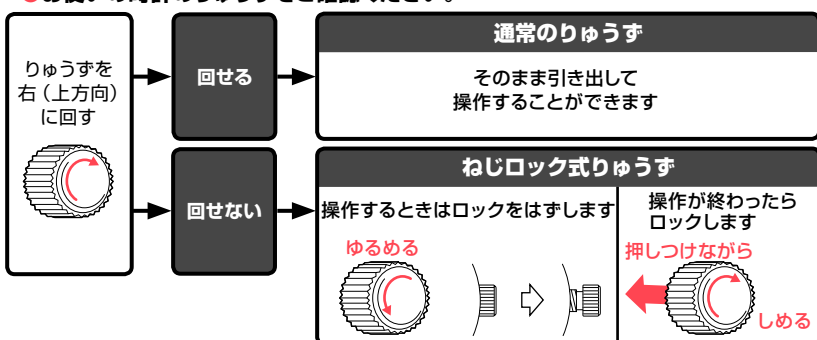 りゅうずを
右（上方向）
に回す
回せる
通常のりゅうず
そのまま引き出して
操作することができます
回せない
ねじロック式りゅうず
操作するときはロックをはずします
ゆるめる
操作が終わったら
ロックします
押しつけながら
しめる